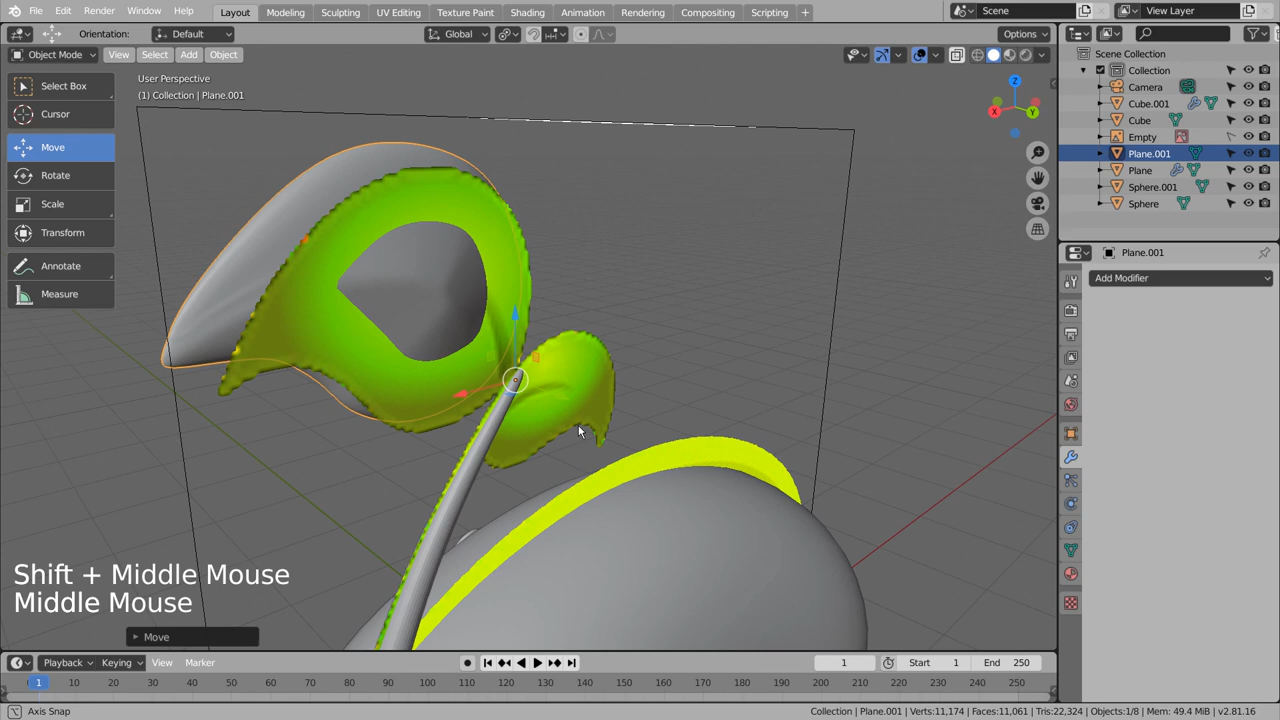 File Edit Render Window Help Layout Modeling Sculpting UV Editing Texture Paint Shading Animation Rendering Compositing Scripting + Scene View Layer
Orientation: Default Global Options
Object Mode View Select Add Object
User Perspective
(1) Collection | Plane.001
Select Box
Cursor
Move
Rotate
Scale
Transform
Annotate
Measure
Z
X
Y
Scene Collection
Collection
Camera
Cube.001
Cube
Empty
Plane.001
Plane
Sphere.001
Sphere
Plane.001
Add Modifier
Shift + Middle Mouse
Middle Mouse
Move
Playback Keying View Marker 1 Start 1 End 250
1 10 20 30 40 50 60 70 80 90 100 110 120 130 140 150 160 170 180 190 200 210 220 230 240 250
Axis Snap Collection | Plane.001 | Verts:11,174 | Faces:11,061 | Tris:22,324 | Objects:1/8 | Mem: 49.4 MiB | v2.81.16